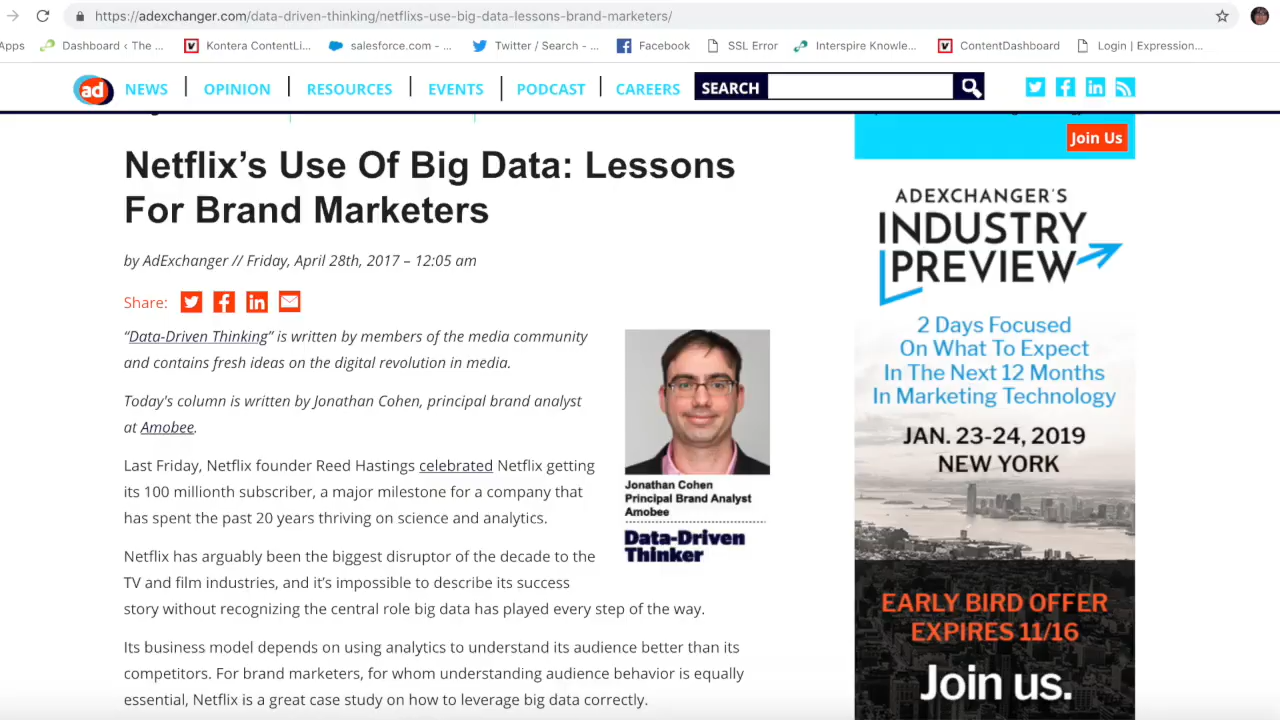 https://adexchanger.com/data-driven-thinking/netflixs-use-big-data-lessons-brand-marketers/
Apps
Dashboard ‹ The ...
Kontera ContentLi...
salesforce.com - ...
Twitter / Search - ...
Facebook
SSL Error
Interspire Knowle...
ContentDashboard
Login | Expression...
ad
NEWS
OPINION
RESOURCES
EVENTS
PODCAST
CAREERS
SEARCH
Join Us
Netflix’s Use Of Big Data: Lessons
For Brand Marketers
by AdExchanger // Friday, April 28th, 2017 – 12:05 am
Share:
“Data-Driven Thinking” is written by members of the media community
and contains fresh ideas on the digital revolution in media.
Today's column is written by Jonathan Cohen, principal brand analyst
at Amobee.
Last Friday, Netflix founder Reed Hastings celebrated Netflix getting
its 100 millionth subscriber, a major milestone for a company that
has spent the past 20 years thriving on science and analytics.
Netflix has arguably been the biggest disruptor of the decade to the
TV and film industries, and it’s impossible to describe its success
story without recognizing the central role big data has played every step of the way.
Its business model depends on using analytics to understand its audience better than its
competitors. For brand marketers, for whom understanding audience behavior is equally
essential, Netflix is a great case study on how to leverage big data correctly.
Jonathan Cohen
Principal Brand Analyst
Amobee
Data-Driven
Thinker
ADEXCHANGER'S
INDUSTRY
PREVIEW
2 Days Focused
On What To Expect
In The Next 12 Months
In Marketing Technology
JAN. 23-24, 2019
NEW YORK
EARLY BIRD OFFER
EXPIRES 11/16
Join us.